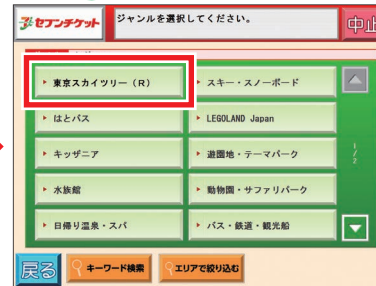 セブンチケット
ジャンルを選択してください。
中止
東京スカイツリー(R)
スキー・スノーボード
はとバス
LEGOLAND Japan
キッザニア
遊園地・テーマパーク
1/2
水族館
動物園・サファリパーク
日帰り温泉・スパ
バス・鉄道・観光船
戻る
キーワード検索
エリアで絞り込む